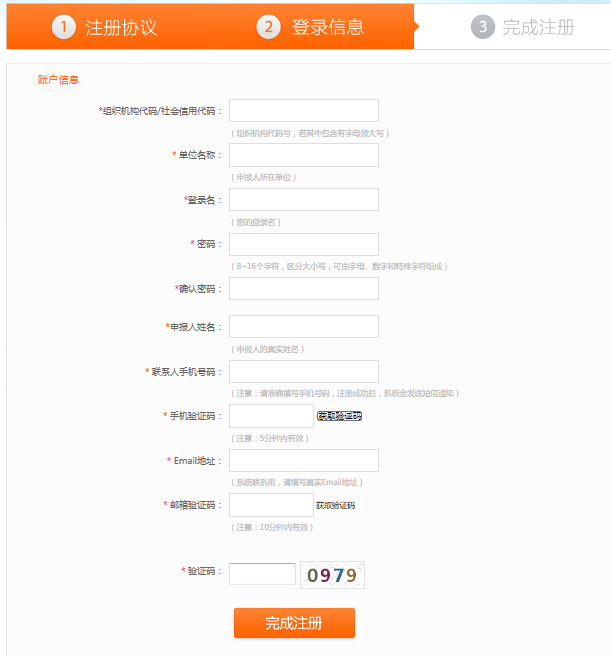 1 注册协议 2 登录信息 3 完成注册
账户信息
*组织机构代码/社会信用代码：
（组织机构代码号，若其中包含有字母须大写）
* 单位名称：
（申报人所在单位）
*登录名：
（您的登录名）
* 密码：
（8~16个字符，区分大小写，可由字母、数字和特殊字符组成）
*确认密码：
*申报人姓名：
（申报人的真实姓名）
* 联系人手机号码：
（注意：请准确填写手机号码，注册成功后，系统会发送短信通知）
* 手机验证码： 获取验证码
（注意：5分钟内有效）
* Email地址：
（系统联系用，请填写真实Email地址）
* 邮箱验证码： 获取验证码
（注意：10分钟内有效）
* 验证码： 0979
完成注册